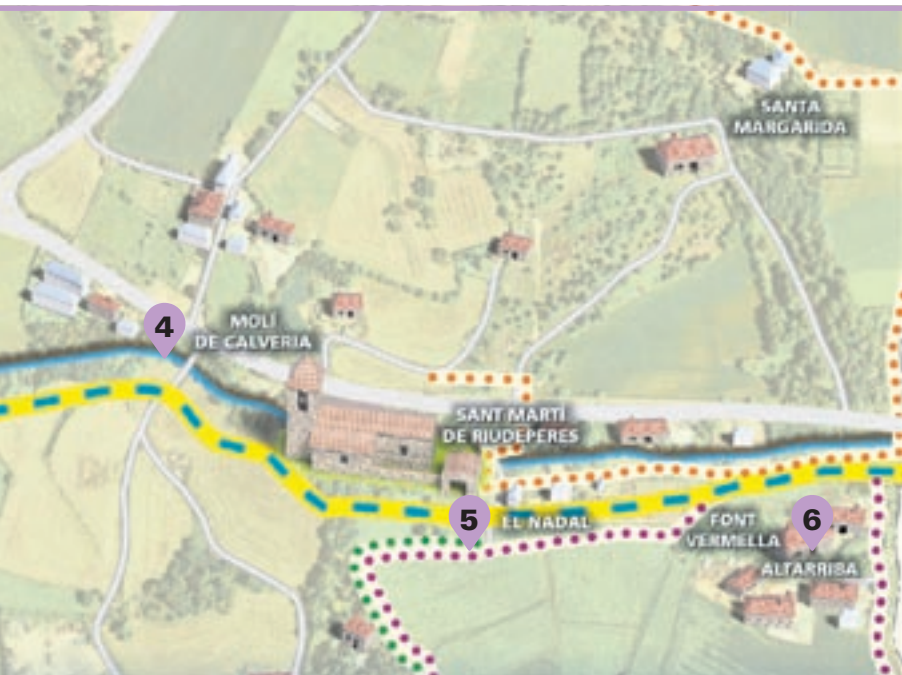 SANTA
MARGARIDA
4
MOLÍ
DE CALVERIA
SANT MARTÍ
DE RIUDEPERES
5
EL NADAL
FONT
VERMELLA
6
ALTARRIBA